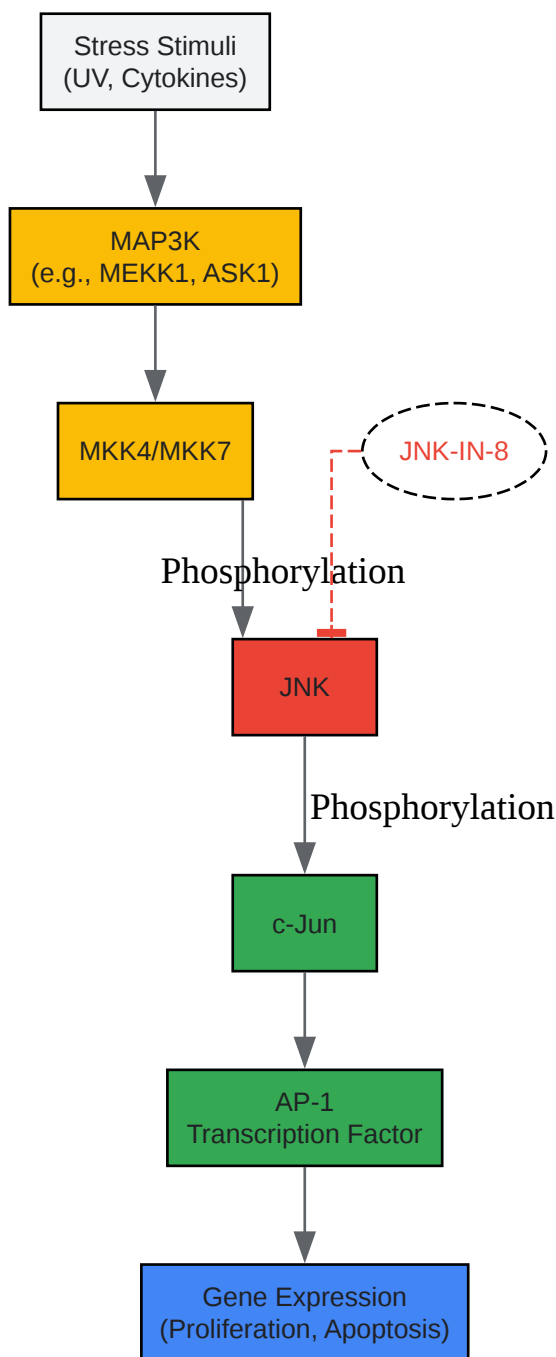 Stress Stimuli
(UV, Cytokines)
MAP3K
(e.g., MEKK1, ASK1)
MKK4/MKK7
JNK-IN-8
Phosphorylation
JNK
Phosphorylation
c-Jun
AP-1
Transcription Factor
Gene Expression
(Proliferation, Apoptosis)